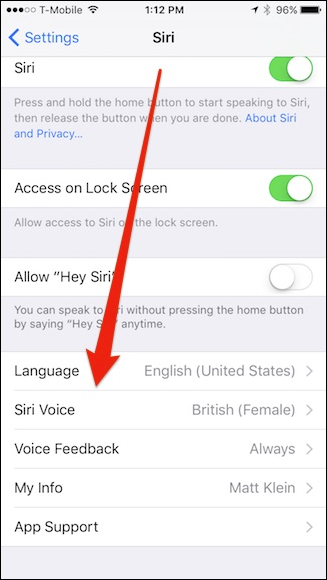 T-Mobile 1:12 PM 96%
Settings Siri
Siri
Press and hold the home button to start speaking to Siri,
then release the button when you are done. About Siri
and Privacy...
Access on Lock Screen
Allow access to Siri on the lock screen.
Allow "Hey Siri"
You can speak to Siri without pressing the home button
by saying "Hey Siri" anytime.
Language English (United States)
Siri Voice British (Female)
Voice Feedback Always
My Info Matt Klein
App Support